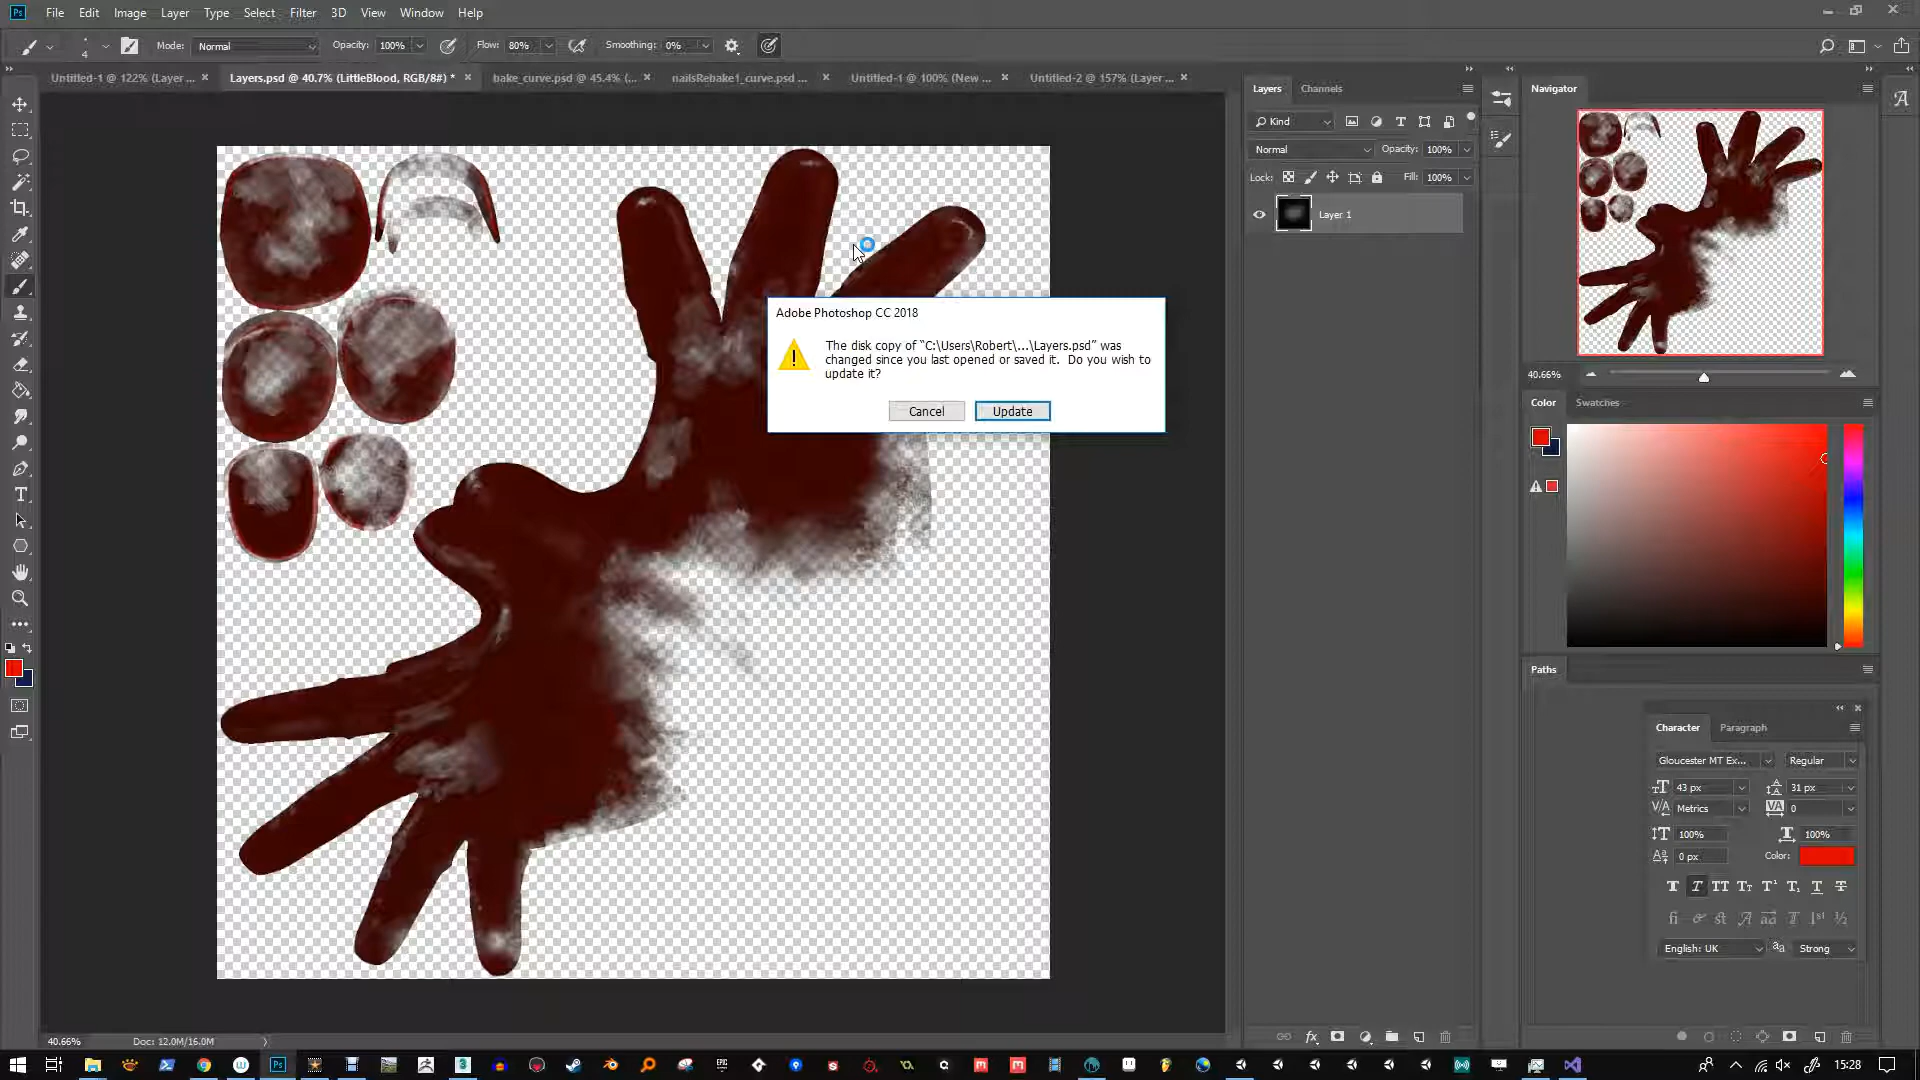 Ps File Edit Image Layer Type Select Filter 3D View Window Help
4 Mode: Normal Opacity: 100% Flow: 80% Smoothing: 0%
Untitled-1 @ 122% (Layer ... × Layers.psd @ 40.7% (LittleBlood, RGB/8#) * × bake_curve.psd @ 45.4% (... × nailsRebake1_curve.psd ... × Untitled-1 @ 100% (New ... × Untitled-2 @ 157% (Layer ... ×
Layers Channels
Kind
Normal Opacity: 100%
Lock: Fill: 100%
Layer 1
Navigator
40.66%
Adobe Photoshop CC 2018
The disk copy of “C:\Users\Robert\...\Layers.psd” was
changed since you last opened or saved it. Do you wish to
update it?
Cancel Update
Color Swatches
Paths
Character Paragraph
Gloucester MT Ex... Regular
43 px 31 px
Metrics 0
100% 100%
0 px Color:
English: UK aa Strong
40.66% Doc: 12.0M/16.0M
fx
15:28